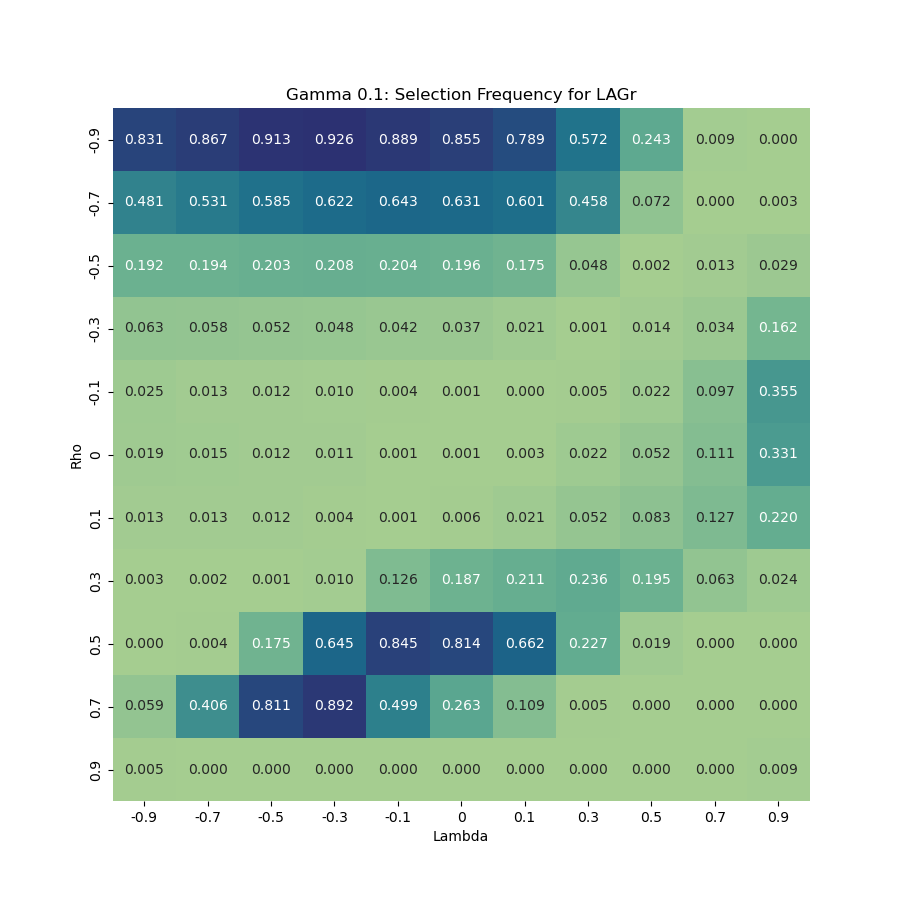 Gamma 0.1: Selection Frequency for LAGr
-0.9 0.831 0.867 0.913 0.926 0.889 0.855 0.789 0.572 0.243 0.009 0.000
-0.7 0.481 0.531 0.585 0.622 0.643 0.631 0.601 0.458 0.072 0.000 0.003
-0.5 0.192 0.194 0.203 0.208 0.204 0.196 0.175 0.048 0.002 0.013 0.029
-0.3 0.063 0.058 0.052 0.048 0.042 0.037 0.021 0.001 0.014 0.034 0.162
-0.1 0.025 0.013 0.012 0.010 0.004 0.001 0.000 0.005 0.022 0.097 0.355
Rho
0 0.019 0.015 0.012 0.011 0.001 0.001 0.003 0.022 0.052 0.111 0.331
0.1 0.013 0.013 0.012 0.004 0.001 0.006 0.021 0.052 0.083 0.127 0.220
0.3 0.003 0.002 0.001 0.010 0.126 0.187 0.211 0.236 0.195 0.063 0.024
0.5 0.000 0.004 0.175 0.645 0.845 0.814 0.662 0.227 0.019 0.000 0.000
0.7 0.059 0.406 0.811 0.892 0.499 0.263 0.109 0.005 0.000 0.000 0.000
0.9 0.005 0.000 0.000 0.000 0.000 0.000 0.000 0.000 0.000 0.000 0.009
-0.9 -0.7 -0.5 -0.3 -0.1 0 0.1 0.3 0.5 0.7 0.9
Lambda